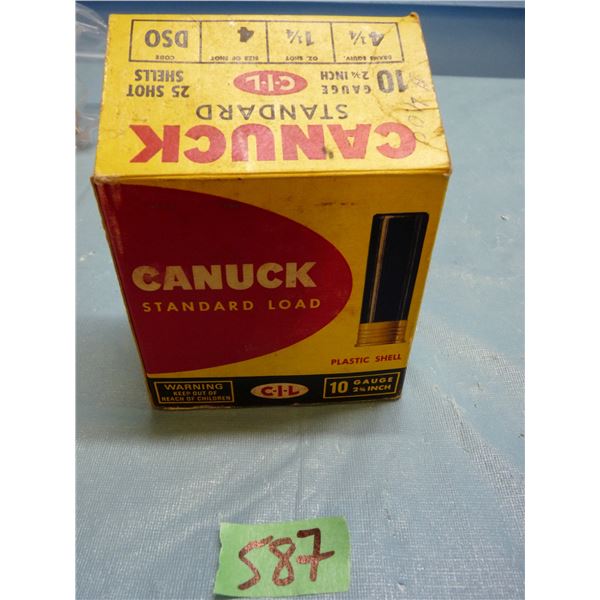 CANUCK
STANDARD
10 GAUGE 2⅞ INCH
C-I-L
25 SHOT SHELLS
4¼ 1¼ 4 DSO
DRAMS EQUIV. OZ. SHOT SIZE OF SHOT CODE
CANUCK
STANDARD LOAD
PLASTIC SHELL
WARNING
KEEP OUT OF
REACH OF CHILDREN
C-I-L
10 GAUGE
2⅞ INCH
587